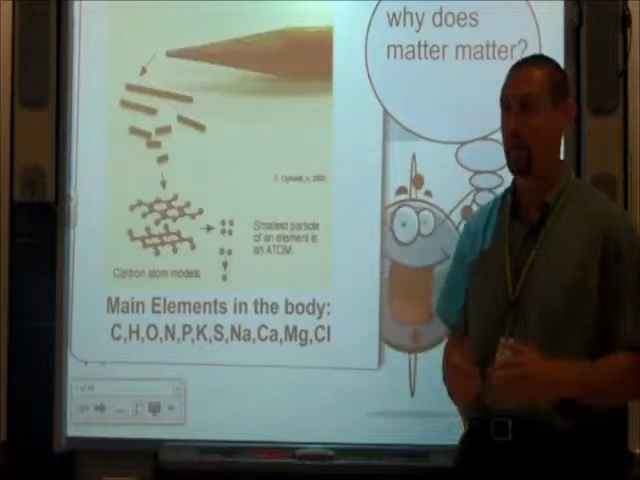 why does
matter matter?
Smallest particle
of an element is
an ATOM.
Carbon atom models
Main Elements in the body:
C,H,O,N,P,K,S,Na,Ca,Mg,Cl